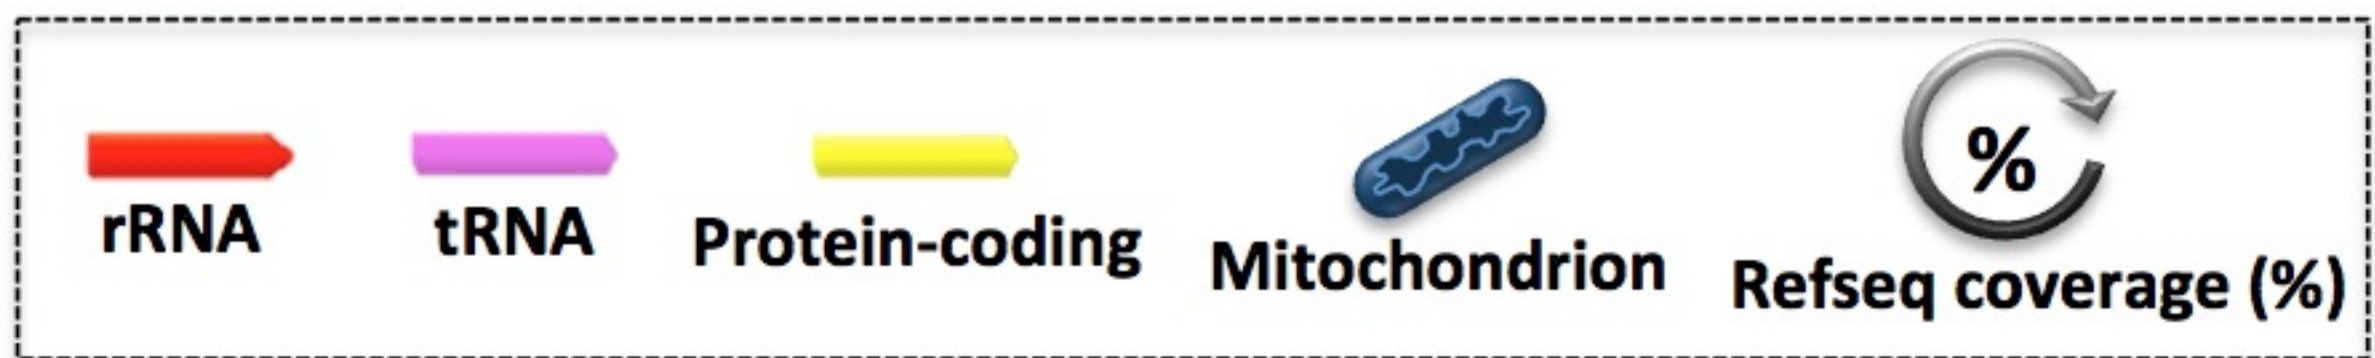 %
rRNA
tRNA
Protein-coding
Mitochondrion
Refseq coverage (%)